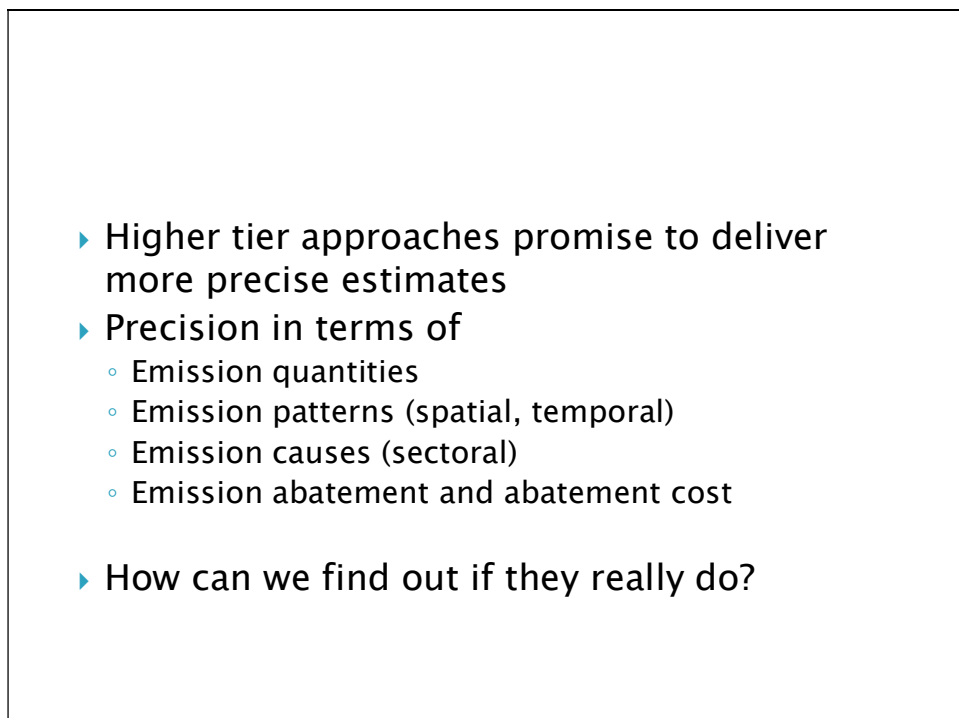 Higher tier approaches promise to deliver
more precise estimates
Precision in terms of
Emission quantities
Emission patterns (spatial, temporal)
Emission causes (sectoral)
Emission abatement and abatement cost
How can we find out if they really do?